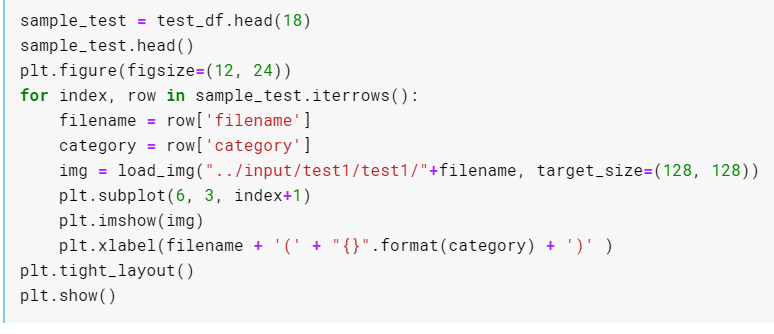 sample_test = test_df.head(18)
sample_test.head()
plt.figure(figsize=(12, 24))
for index, row in sample_test.iterrows():
    filename = row['filename']
    category = row['category']
    img = load_img("../input/test1/test1/"+filename, target_size=(128, 128))
    plt.subplot(6, 3, index+1)
    plt.imshow(img)
    plt.xlabel(filename + '(' + "{}".format(category) + ')' )
plt.tight_layout()
plt.show()